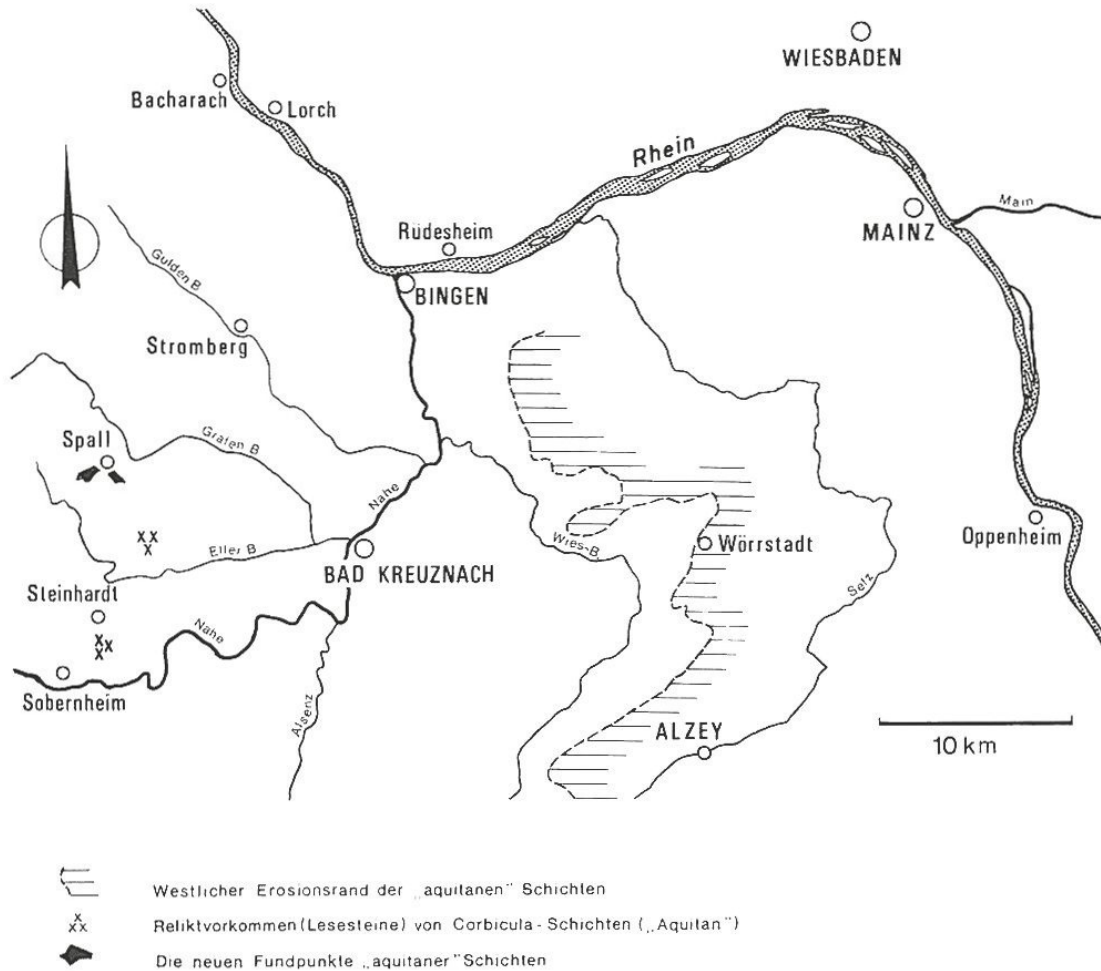 WIESBADEN
Bacharach
Lorch
Rhein
Main
MAINZ
Rüdesheim
BINGEN
Gulden B
Stromberg
Spall
Grafen B
Nahe
Wies-B
Wörrstadt
Oppenheim
Eller B
BAD KREUZNACH
Selz
Steinhardt
Nahe
Sobernheim
Alsenz
ALZEY
10 km
Westlicher Erosionsrand der „aquitanen" Schichten
Reliktvorkommen (Lesesteine) von Corbicula-Schichten („Aquitan")
Die neuen Fundpunkte „aquitaner" Schichten